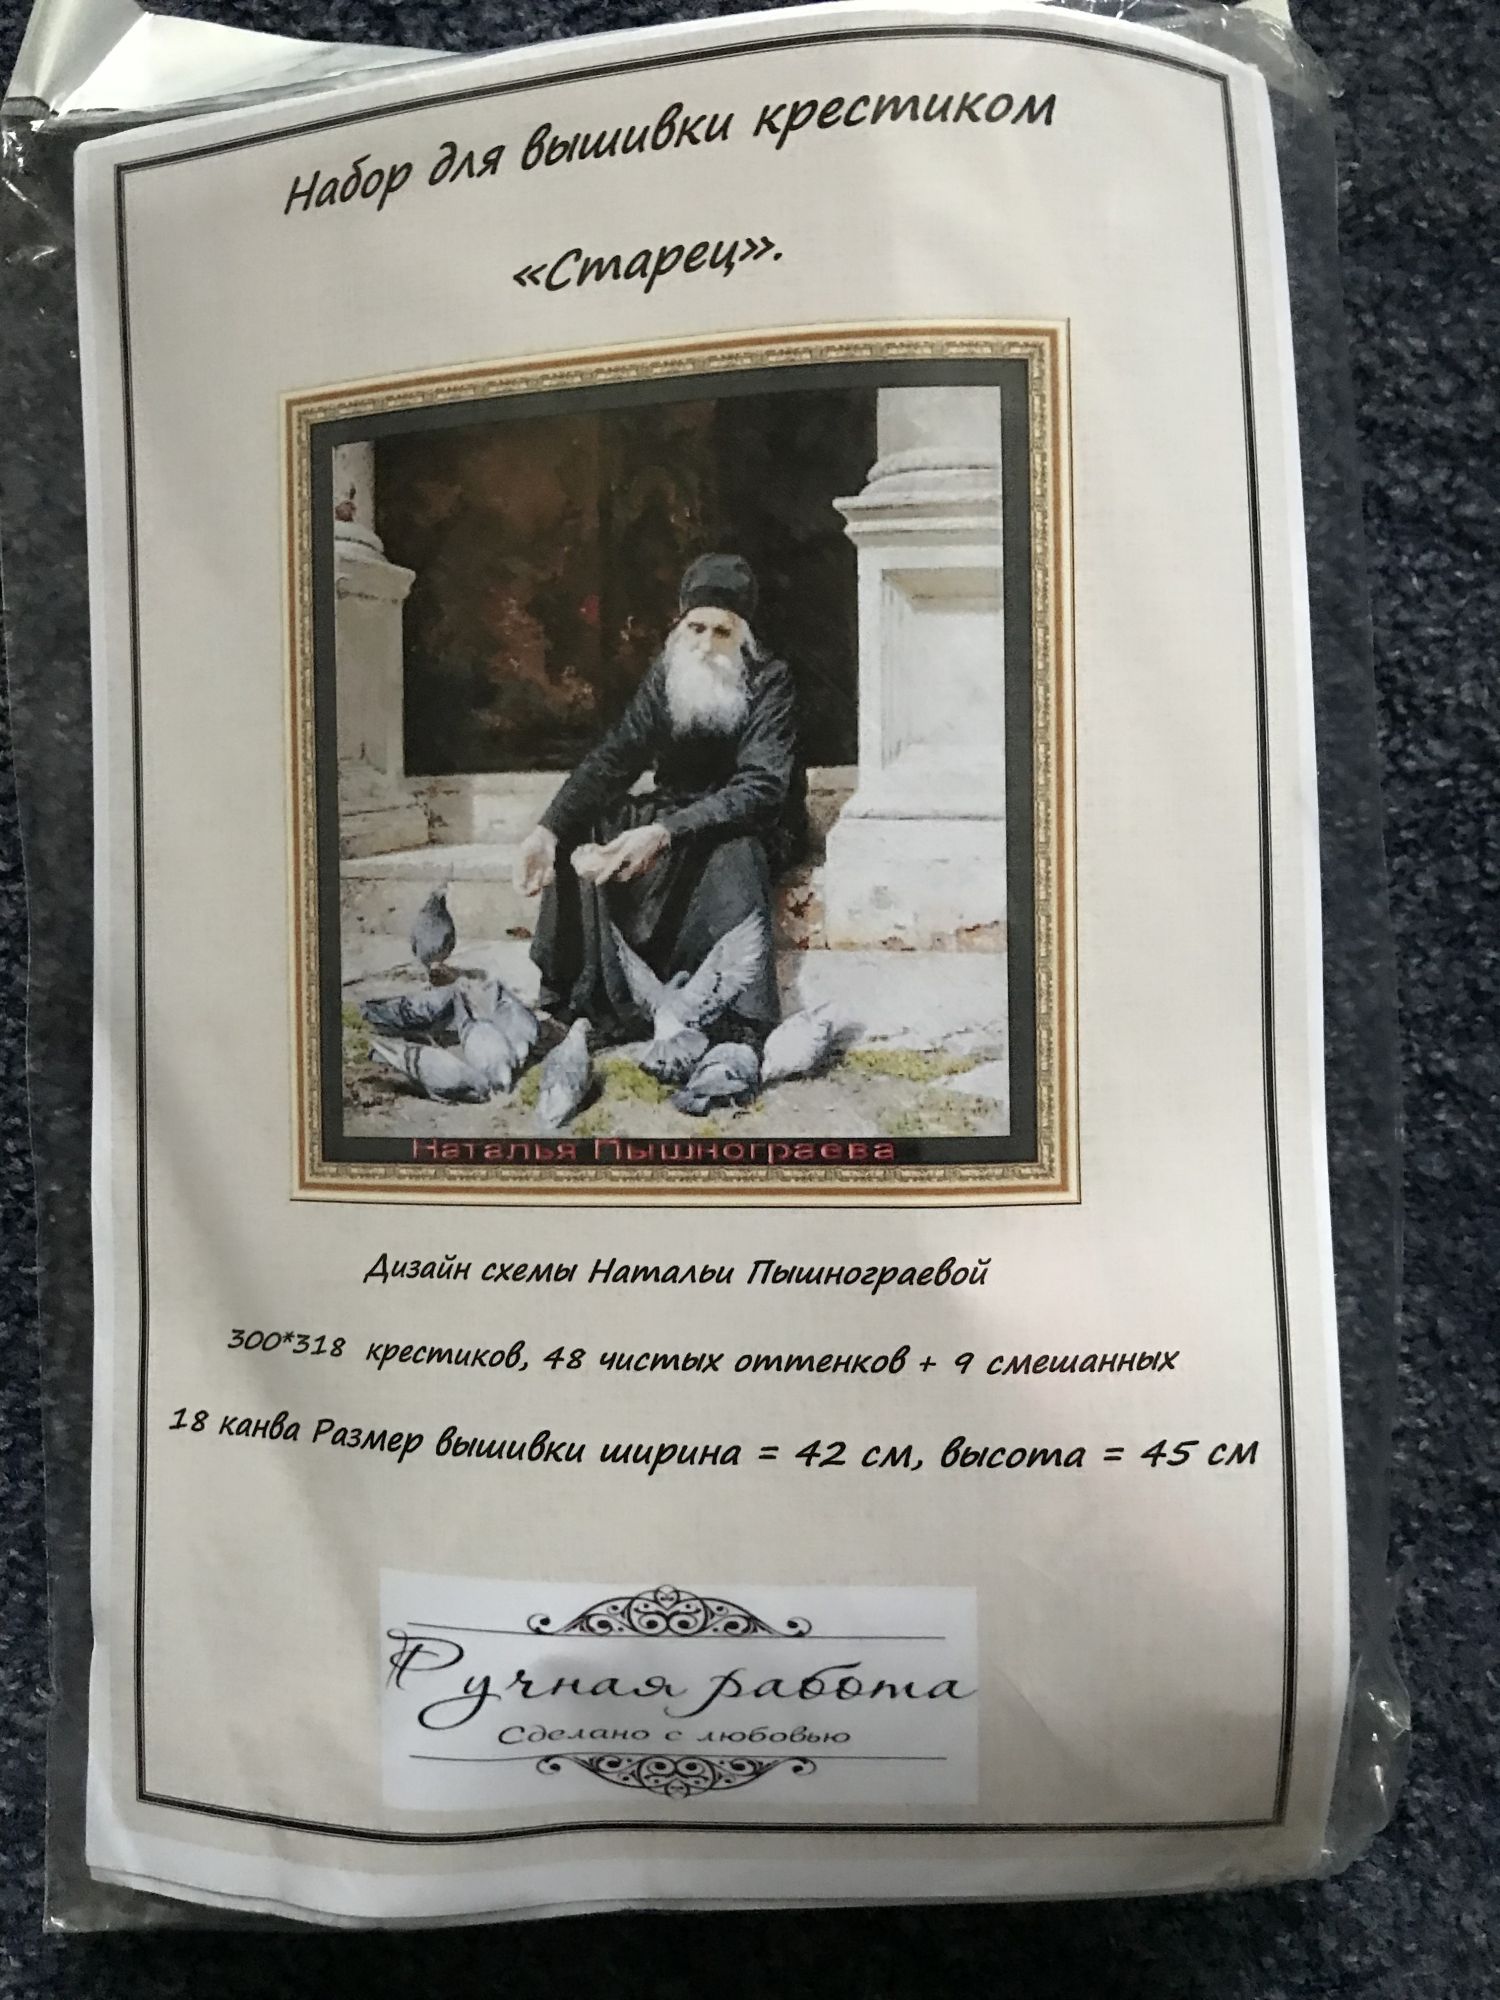 Набор для вышивки крестиком
«Старец».
Наталья Пышнограева
Дизайн схемы Натальи Пышнограевой
300*318 крестиков, 48 чистых оттенков + 9 смешанных
18 канва Размер вышивки ширина = 42 см, высота = 45 см
Ручная работа
Сделано с любовью